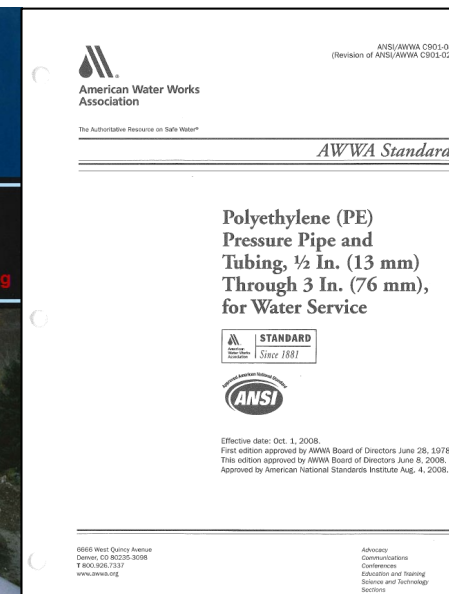 ANSI/AWWA C901-0
(Revision of ANSI/AWWA C901-02
American Water Works
Association
The Authoritative Resource on Safe Water®
AWWA Standard
g
Polyethylene (PE)
Pressure Pipe and
Tubing, ½ In. (13 mm)
Through 3 In. (76 mm),
for Water Service
American
Water Works
Association
STANDARD
Since 1881
Approved American National Standard
ANSI
Effective date: Oct. 1, 2008.
First edition approved by AWWA Board of Directors June 28, 1978
This edition approved by AWWA Board of Directors June 8, 2008.
Approved by American National Standards Institute Aug. 4, 2008.
6666 West Quincy Avenue
Denver, CO 80235-3098
T 800.926.7337
www.awwa.org
Advocacy
Communications
Conferences
Education and Training
Science and Technology
Sections